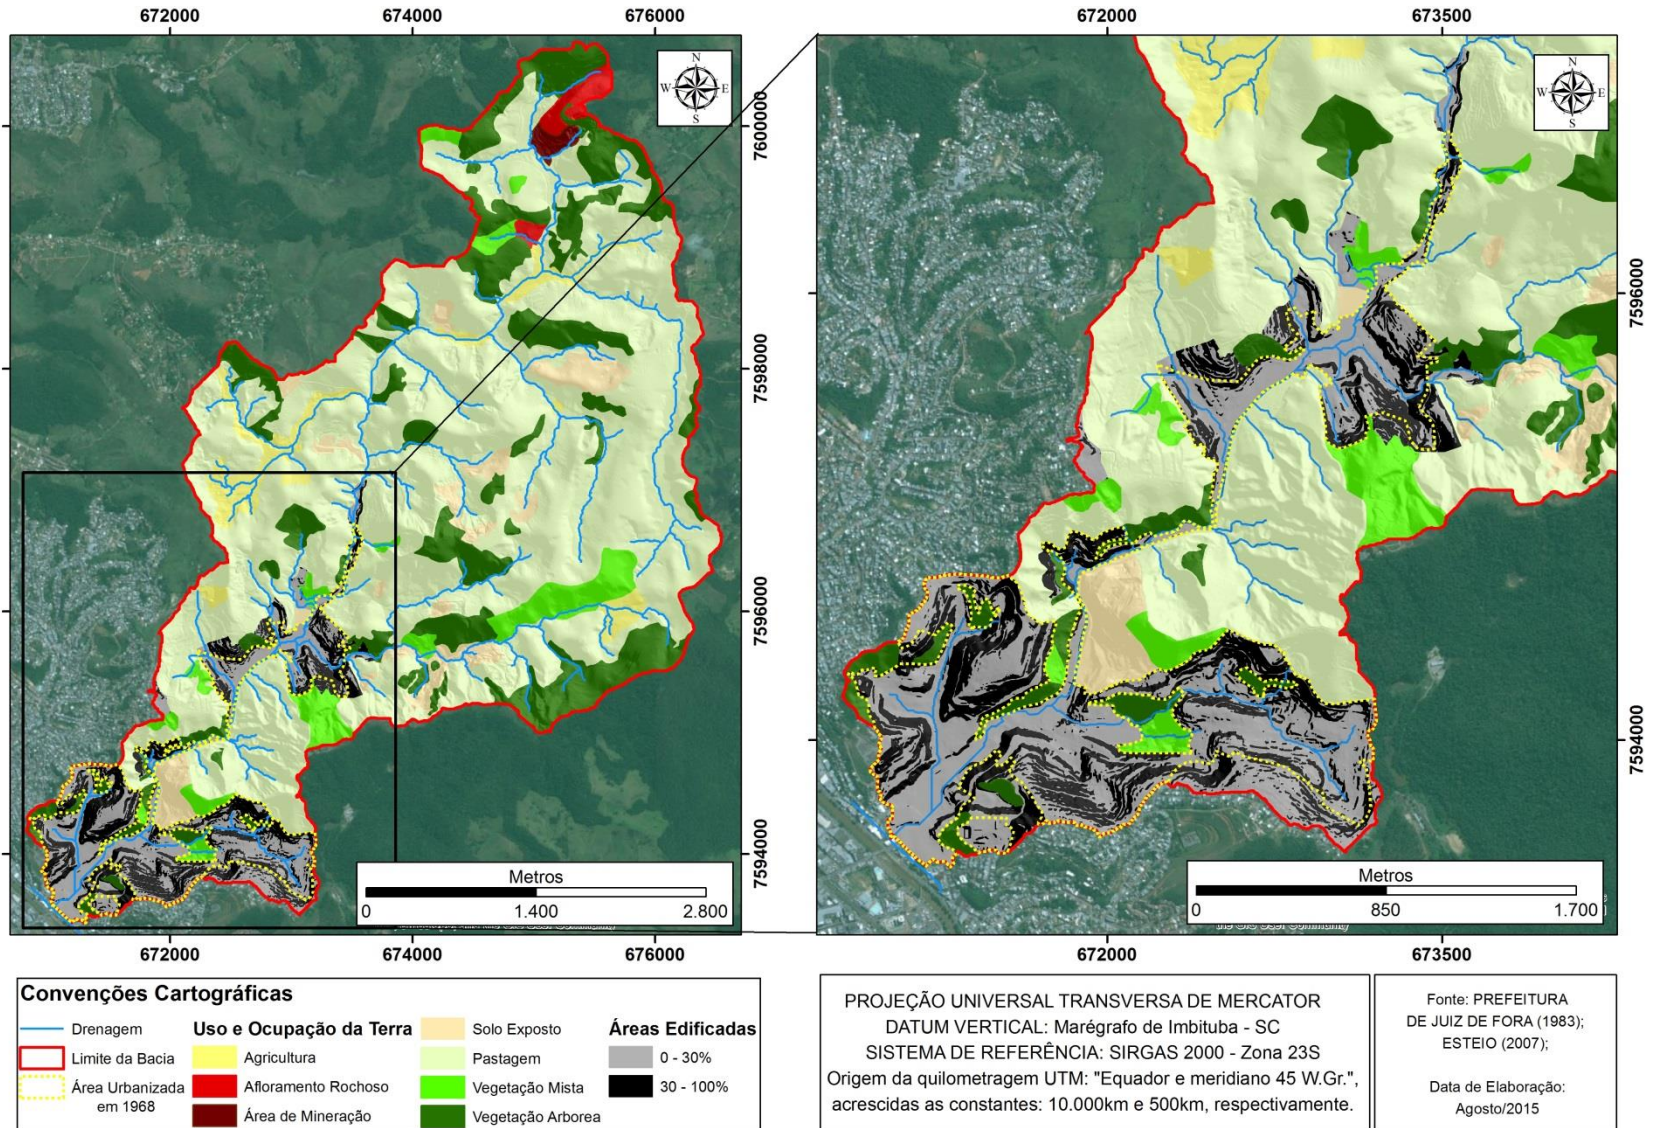 672000
674000
676000
672000
673500
N
W
E
S
N
W
E
S
7600000
7598000
7596000
7594000
7596000
7594000
Metros
0
1.400
2.800
Metros
0
850
1.700
the GIS User Community
672000
674000
676000
672000
673500
Convenções Cartográficas
Drenagem
Limite da Bacia
Área Urbanizada
em 1968
Uso e Ocupação da Terra
Agricultura
Afloramento Rochoso
Área de Mineração
Solo Exposto
Pastagem
Vegetação Mista
Vegetação Arborea
Áreas Edificadas
0 - 30%
30 - 100%
PROJEÇÃO UNIVERSAL TRANSVERSA DE MERCATOR
DATUM VERTICAL: Marégrafo de Imbituba - SC
SISTEMA DE REFERÊNCIA: SIRGAS 2000 - Zona 23S
Origem da quilometragem UTM: "Equador e meridiano 45 W.Gr.",
acrescidas as constantes: 10.000km e 500km, respectivamente.
Fonte: PREFEITURA
DE JUIZ DE FORA (1983);
ESTEIO (2007);
Data de Elaboração:
Agosto/2015